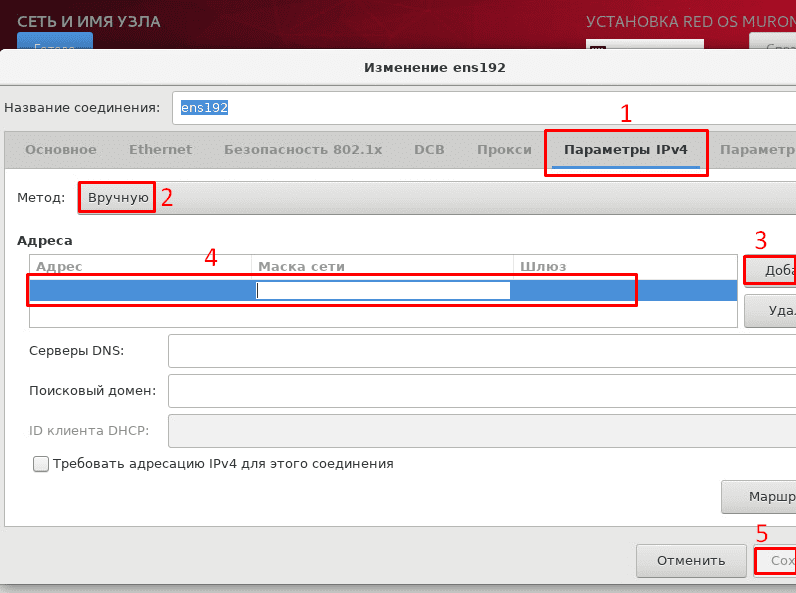 СЕТЬ И ИМЯ УЗЛА
УСТАНОВКА RED OS MURON
Готово
Изменение ens192
Название соединения: ens192
1
Основное Ethernet Безопасность 802.1x DCB Прокси Параметры IPv4 Параметр
Метод: Вручную 2
Адреса
3
4
Адрес Маска сети Шлюз
Доба
Удал
Серверы DNS:
Поисковый домен:
ID клиента DHCP:
Требовать адресацию IPv4 для этого соединения
Маршр
5
Отменить Сох